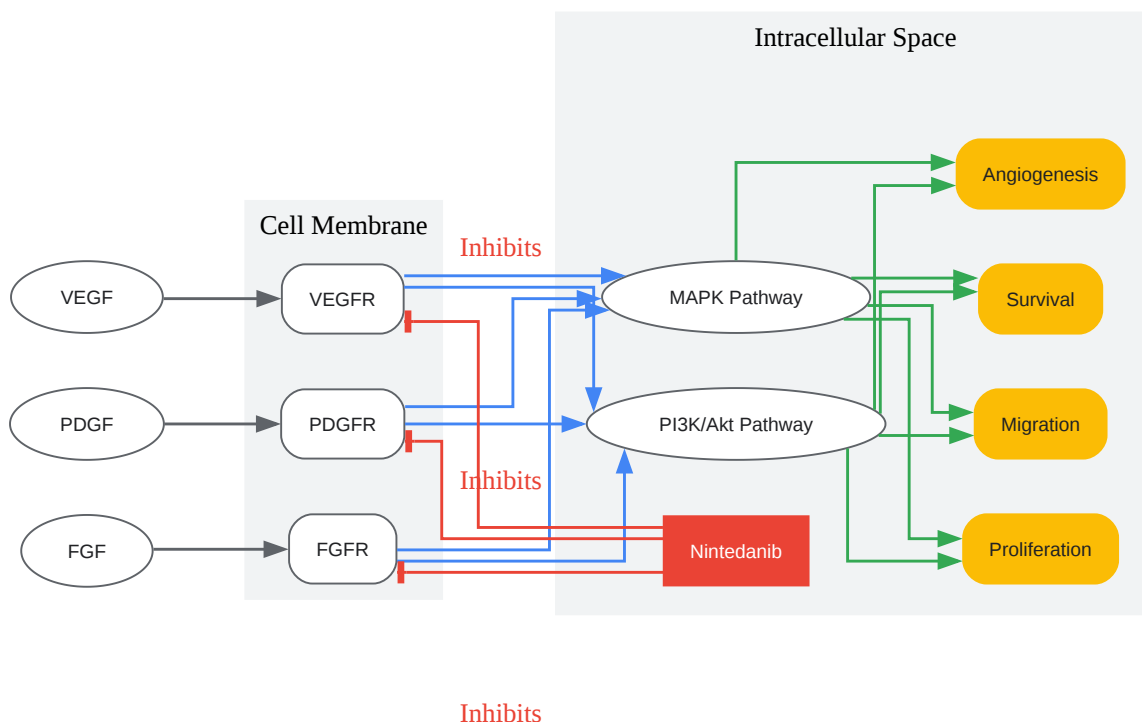 Intracellular Space
Cell Membrane
Inhibits
VEGF
VEGFR
MAPK Pathway
Angiogenesis
Survival
PDGF
PDGFR
PI3K/Akt Pathway
Migration
Inhibits
FGF
FGFR
Nintedanib
Proliferation
Inhibits